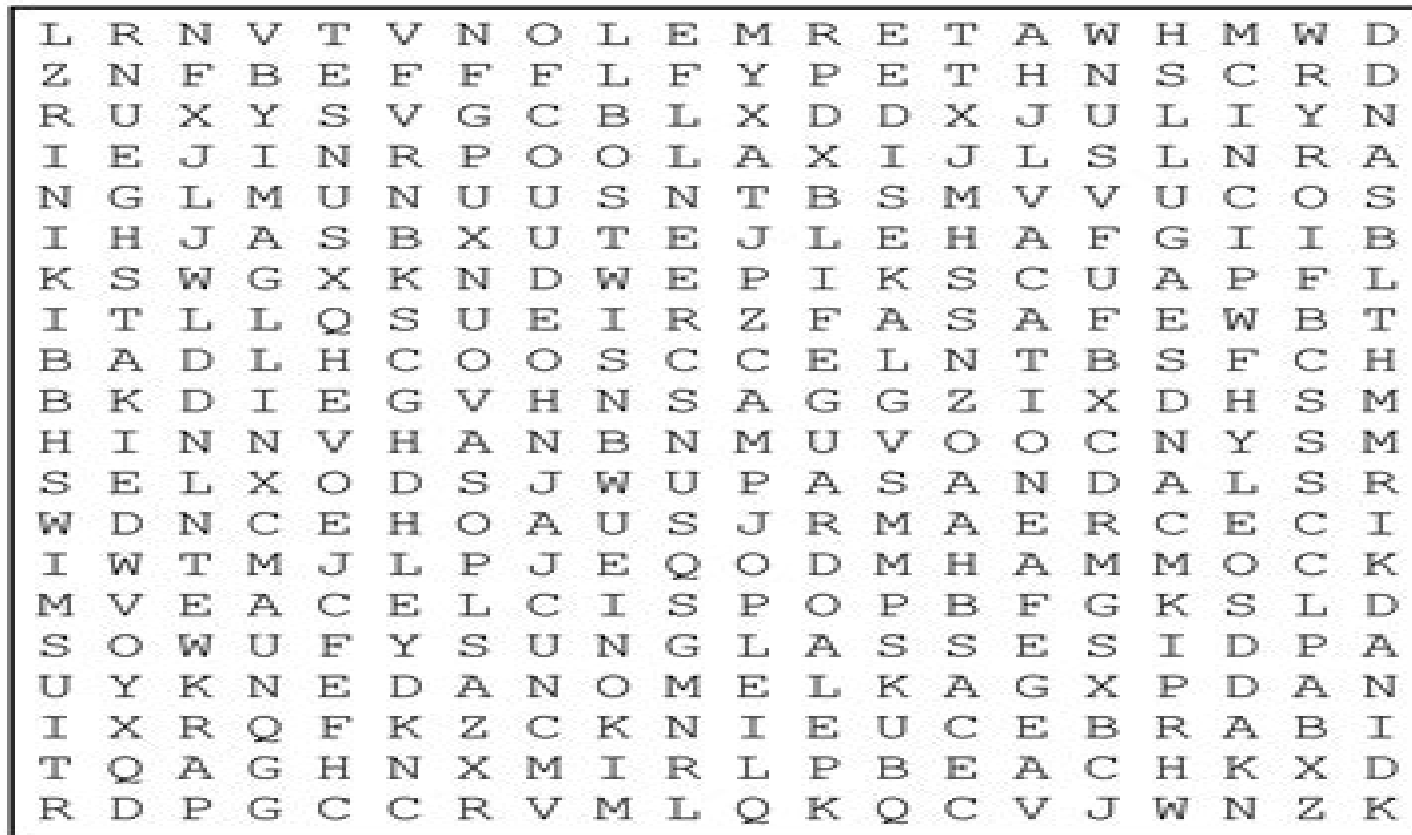 L R N V T V N O L E M R E T A W H M W D
Z N F B E F F F L F Y P E T H N S C R D
R U X Y S V G C B L X D D X J U L I Y N
I E J I N R P O O L A X I J L S L N R A
N G L M U N U U S N T B S M V V U C O S
I H J A S B X U T E J L E H A F G I I B
K S W G X K N D W E P I K S C U A P F L
I T L L Q S U E I R Z F A S A F E W B T
B A D L H C O O S C C E L N T B S F C H
B K D I E G V H N S A G G Z I X D H S M
H I N N V H A N B N M U V O O C N Y S M
S E L X O D S J W U P A S A N D A L S R
W D N C E H O A U S J R M A E R C E C I
I W T M J L P J E Q O D M H A M M O C K
M V E A C E L C I S P O P B F G K S L D
S O W U F Y S U N G L A S S E S I D P A
U Y K N E D A N O M E L K A G X P D A N
I X R Q F K Z C K N I E U C E B R A B I
T Q A G H N X M I R L P B E A C H K X D
R D P G C C R V M L Q K Q C V J W N Z K